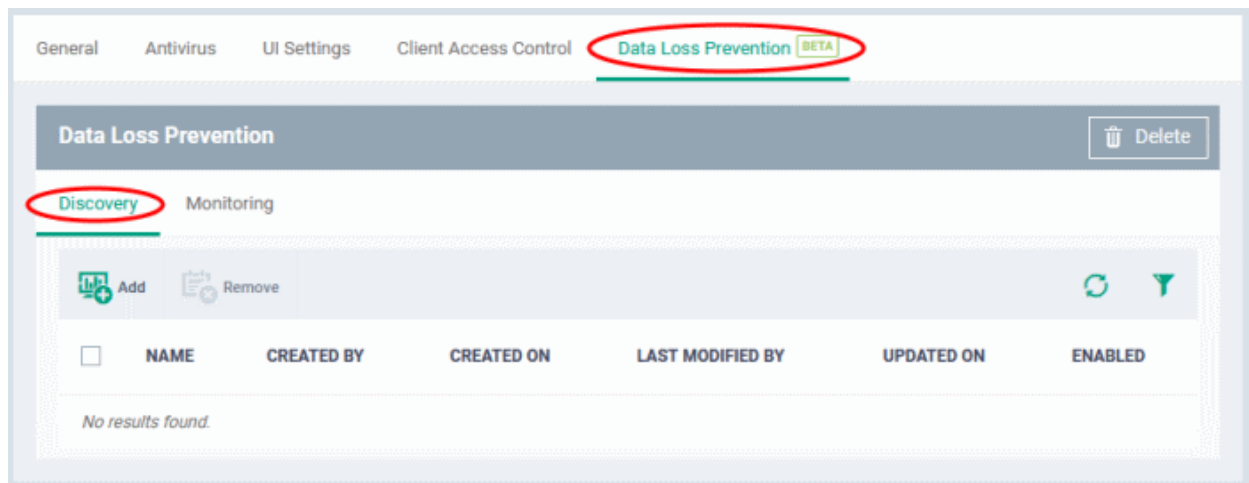 General Antivirus UI Settings Client Access Control Data Loss Prevention BETA
Data Loss Prevention Delete
Discovery Monitoring
Add Remove
NAME CREATED BY CREATED ON LAST MODIFIED BY UPDATED ON ENABLED
No results found.